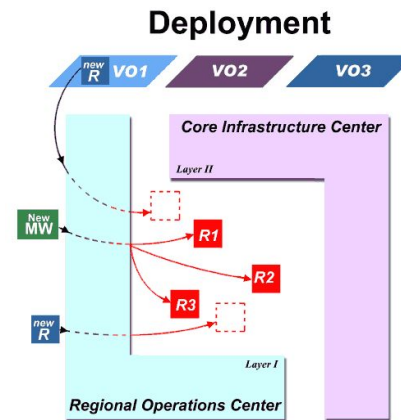 Deployment
new
R
VO1
VO2
VO3
Core Infrastructure Center
Layer II
New
MW
R1
R2
R3
new
R
Layer I
Regional Operations Center